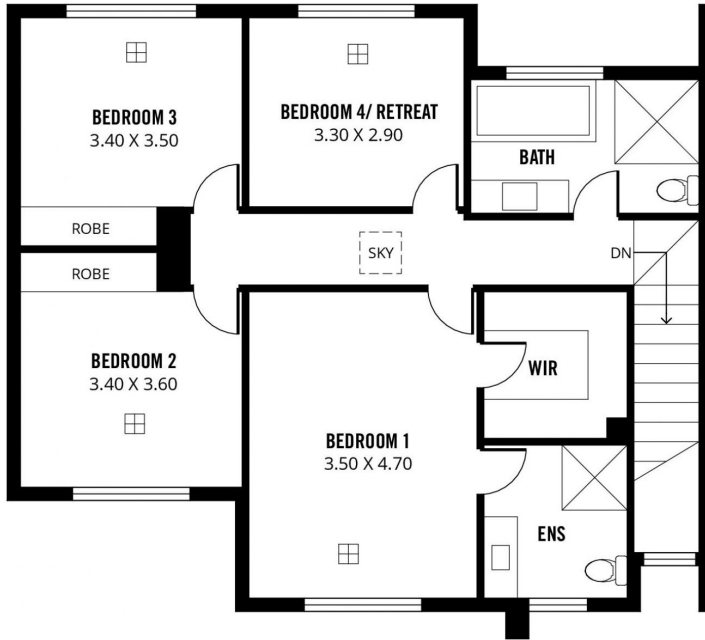 BEDROOM 3
3.40 X 3.50
BEDROOM 4/ RETREAT
3.30 X 2.90
BATH
ROBE
ROBE
SKY
DN
BEDROOM 2
3.40 X 3.60
BEDROOM 1
3.50 X 4.70
WIR
ENS